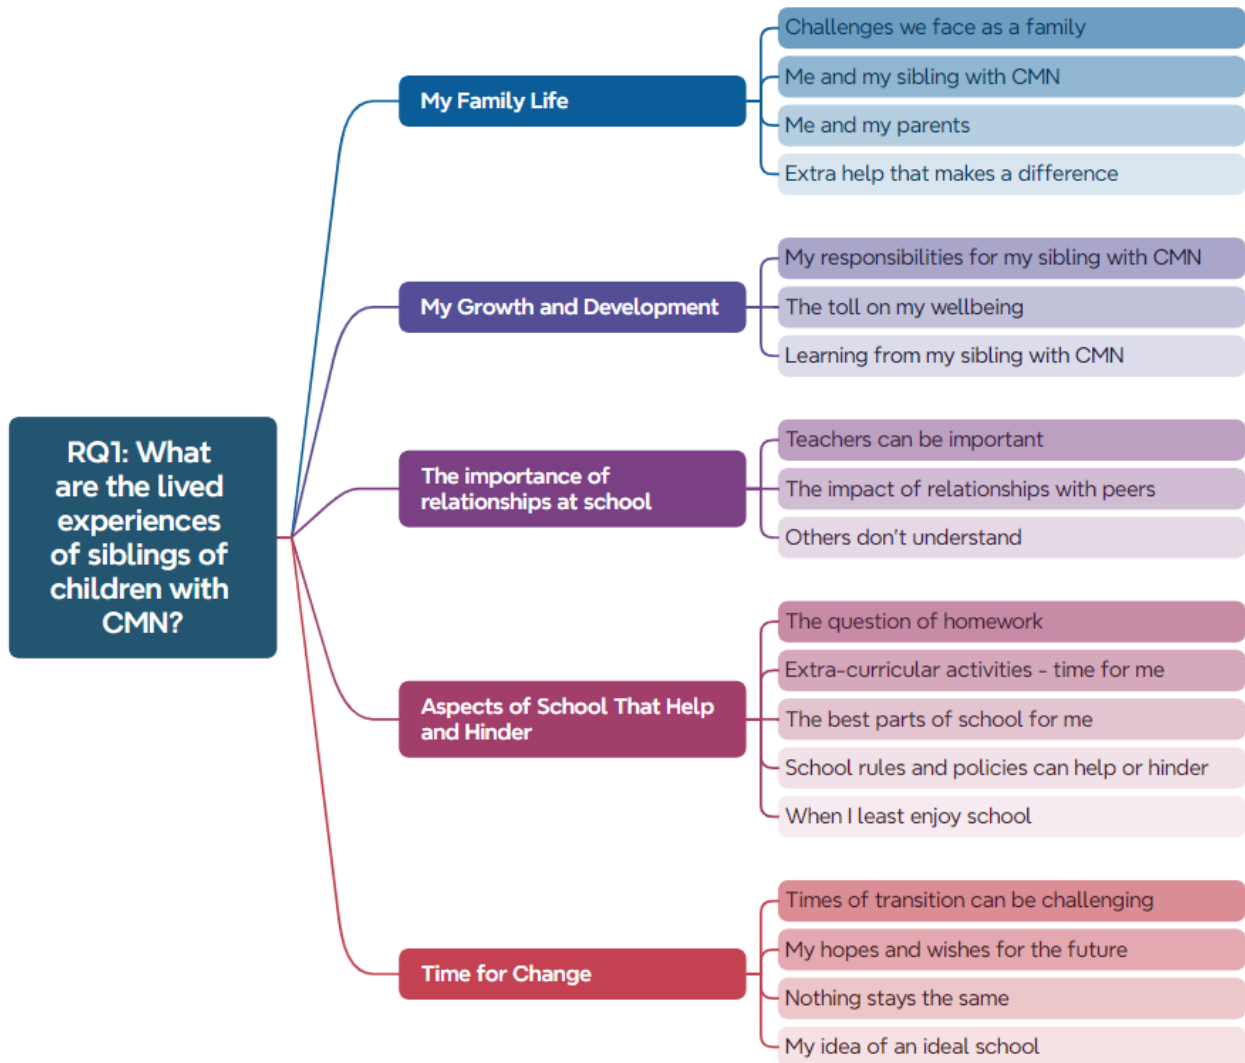 RQ1: What
are the lived
experiences
of siblings of
children with
CMN?
My Family Life
Challenges we face as a family
Me and my sibling with CMN
Me and my parents
Extra help that makes a difference
My Growth and Development
My responsibilities for my sibling with CMN
The toll on my wellbeing
Learning from my sibling with CMN
The importance of
relationships at school
Teachers can be important
The impact of relationships with peers
Others don't understand
Aspects of School That Help
and Hinder
The question of homework
Extra-curricular activities - time for me
The best parts of school for me
School rules and policies can help or hinder
When I least enjoy school
Time for Change
Times of transition can be challenging
My hopes and wishes for the future
Nothing stays the same
My idea of an ideal school